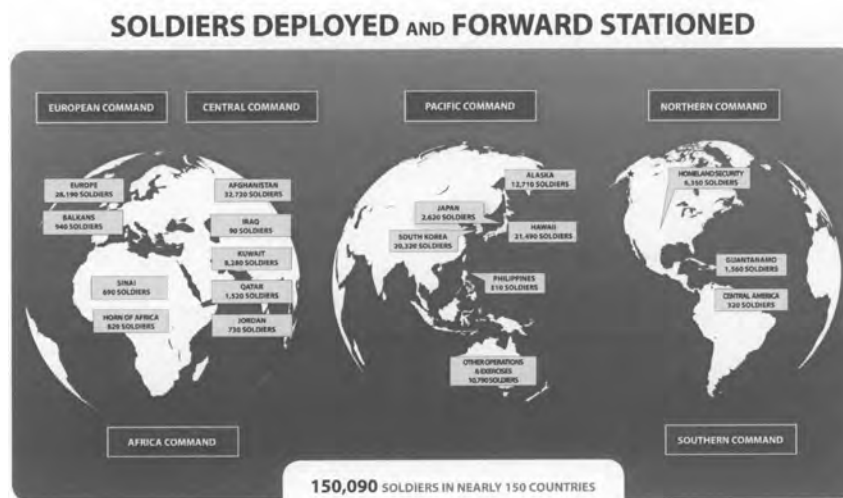 SOLDIERS DEPLOYED AND FORWARD STATIONED
EUROPEAN COMMAND
CENTRAL COMMAND
PACIFIC COMMAND
NORTHERN COMMAND
EUROPE
28,190 SOLDIERS
BALKANS
940 SOLDIERS
AFGHANISTAN
32,720 SOLDIERS
IRAQ
90 SOLDIERS
KUWAIT
8,280 SOLDIERS
QATAR
1,520 SOLDIERS
JORDAN
730 SOLDIERS
SINAI
690 SOLDIERS
HORN OF AFRICA
820 SOLDIERS
ALASKA
12,710 SOLDIERS
JAPAN
2,620 SOLDIERS
HAWAII
21,490 SOLDIERS
SOUTH KOREA
20,320 SOLDIERS
PHILIPPINES
310 SOLDIERS
OTHER OPERATIONS
& EXERCISES
10,790 SOLDIERS
HOMELAND SECURITY
6,350 SOLDIERS
GUANTANAMO
1,560 SOLDIERS
CENTRAL AMERICA
320 SOLDIERS
AFRICA COMMAND
SOUTHERN COMMAND
150,090 SOLDIERS IN NEARLY 150 COUNTRIES